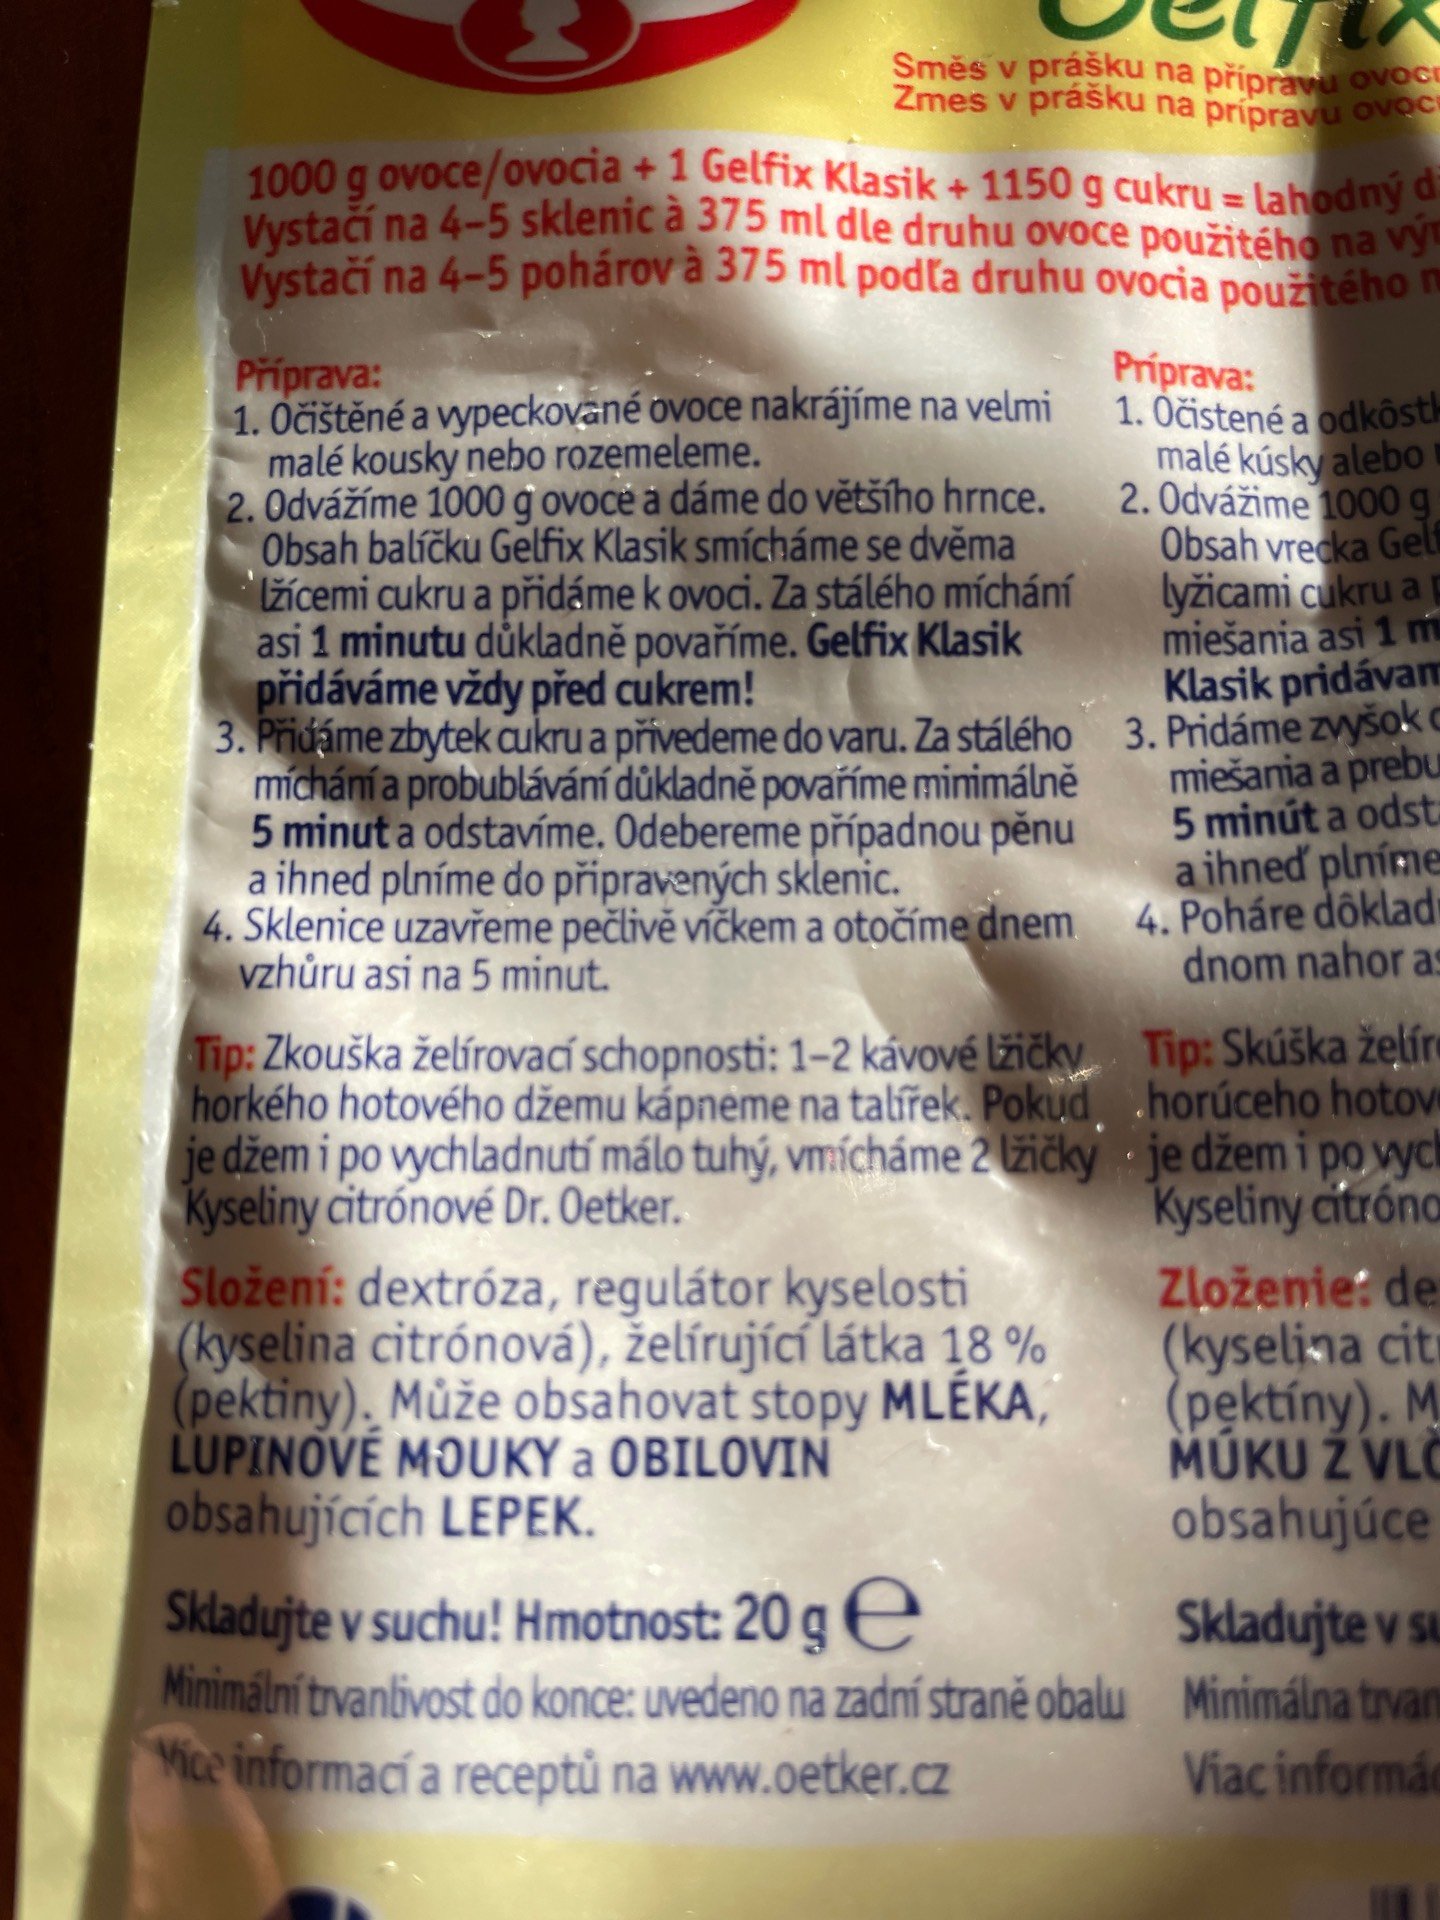 Gelfix
Směs v prášku na přípravu
Zmes v prášku na prípravu
1000 g ovoce/ovocia + 1 Gelfix Klasik + 1150 g cukru = lahodný
Vystačí na 4–5 sklenic à 375 ml dle druhu ovoce použitého na
Vystačí na 4–5 pohárov à 375 ml podľa druhu ovocia použitého
Příprava:
1. Očištěné a vypeckované ovoce nakrájíme na velmi
malé kousky nebo rozemeleme.
2. Odvážíme 1000 g ovoce a dáme do většího hrnce.
Obsah balíčku Gelfix Klasik smícháme se dvěma
lžícemi cukru a přidáme k ovoci. Za stálého míchání
asi 1 minutu důkladně povaříme. Gelfix Klasik
přidáváme vždy před cukrem!
3. Přidáme zbytek cukru a přivedeme do varu. Za stálého
míchání a probublávání důkladně povaříme minimálně
5 minut a odstavíme. Odebereme případnou pěnu
a ihned plníme do připravených sklenic.
4. Sklenice uzavřeme pečlivě víčkem a otočíme dnem
vzhůru asi na 5 minut.
Tip: Zkouška želírovací schopnosti: 1–2 kávové lžičky
horkého hotového džemu kápneme na talířek. Pokud
je džem i po vychladnutí málo tuhý, vmícháme 2 lžičky
Kyseliny citrónové Dr. Oetker.
Složení: dextróza, regulátor kyselosti
(kyselina citrónová), želírující látka 18 %
(pektiny). Může obsahovat stopy MLÉKA,
LUPINOVÉ MOUKY a OBILOVIN
obsahujících LEPEK.
Skladujte v suchu! Hmotnost: 20 g e
Minimální trvanlivost do konce: uvedeno na zadní straně obalu
Více informací a receptů na www.oetker.cz
Príprava:
1. Očistené a
malé kúsky alebo
2. Odvážime 1000 g
Obsah vrecka
lyžicami cukru a
miešania asi 1
Klasik
3. Pridáme zvyšok
miešania a
5 minút a
a ihneď plníme
4. Poháre
dnom nahor
Tip: Skúška
horúceho
je džem i po
Kyseliny
Zloženie:
(kyselina
(pektíny).
MÚKU Z
obsahujúce
Skladujte v
Minimálna
Viac